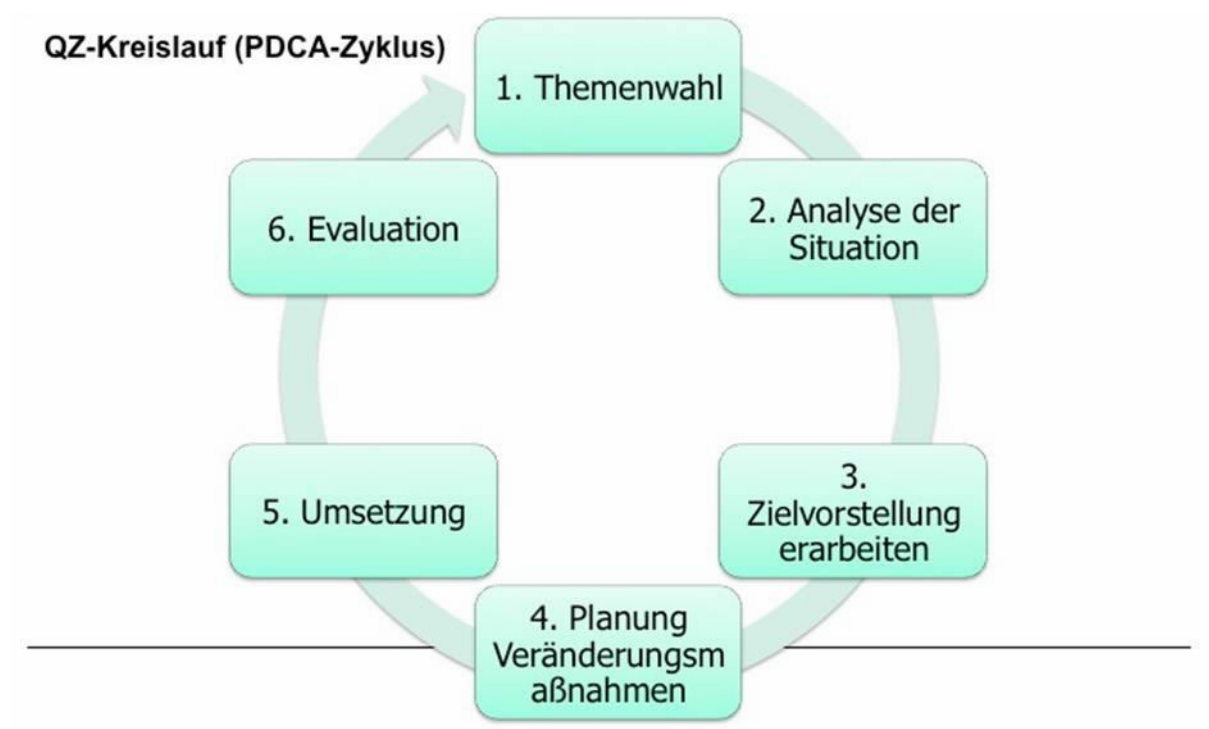 QZ-Kreislauf (PDCA-Zyklus)
1. Themenwahl
2. Analyse der
Situation
3.
Zielvorstellung
erarbeiten
4. Planung
Veränderungsm
aßnahmen
5. Umsetzung
6. Evaluation